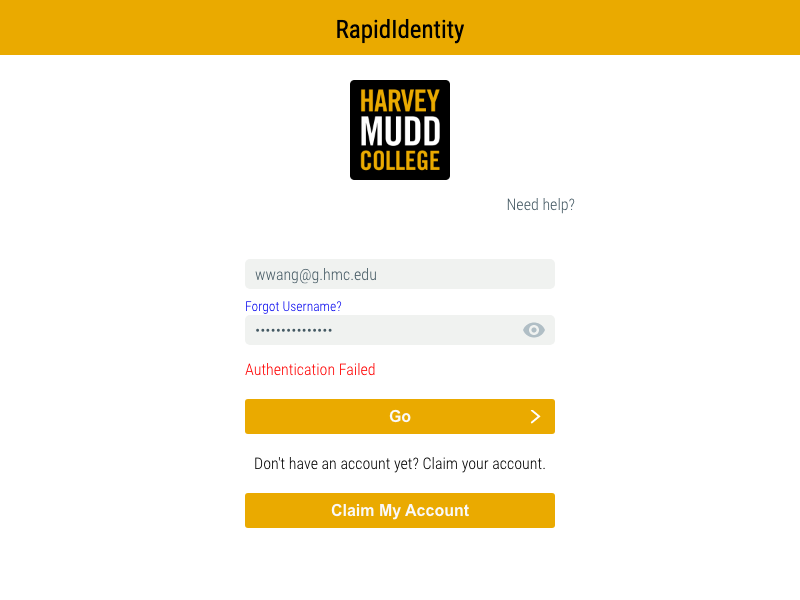 RapidIdentity
HARVEY
MUDD
COLLEGE
Need help?
wwang@g.hmc.edu
Forgot Username?
•••••••••••••••
Authentication Failed
Go
Don't have an account yet? Claim your account.
Claim My Account